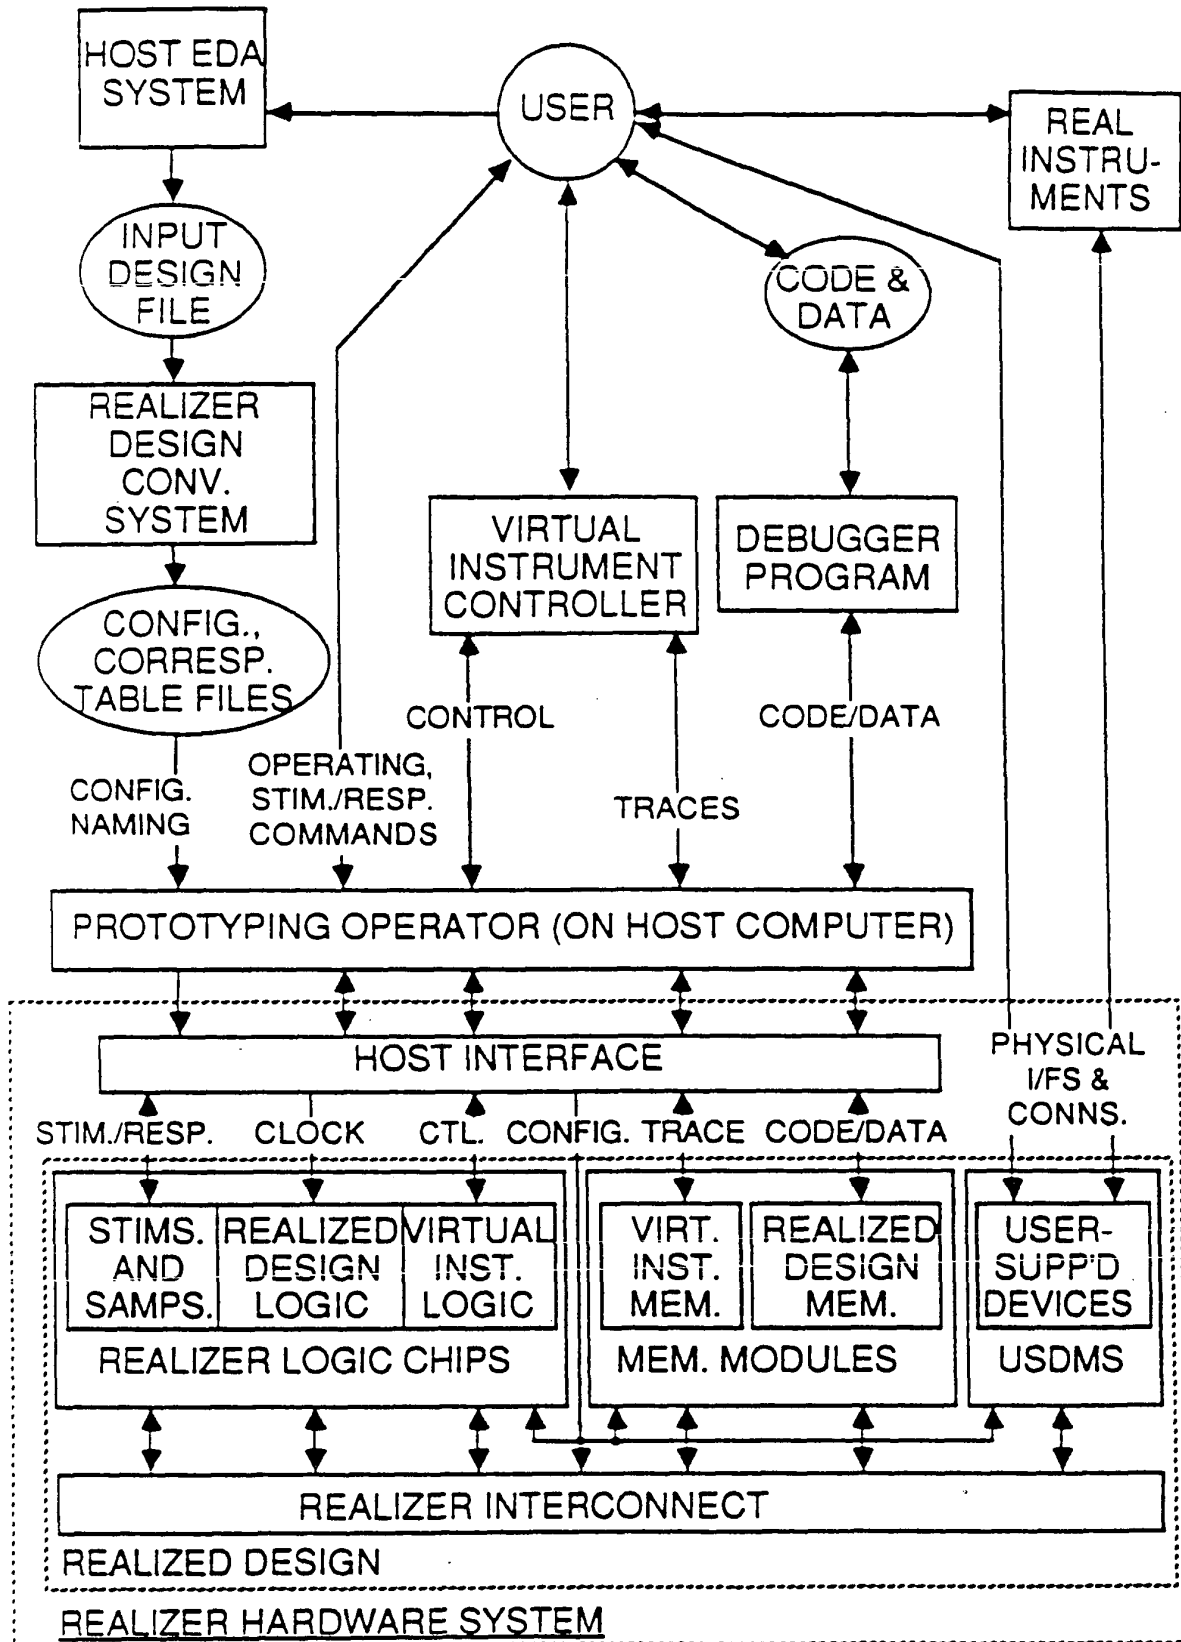 HOST EDA
SYSTEM
USER
REAL
INSTRU-
MENTS
INPUT
DESIGN
FILE
CODE &
DATA
REALIZER
DESIGN
CONV.
SYSTEM
VIRTUAL
INSTRUMENT
CONTROLLER
DEBUGGER
PROGRAM
CONFIG.,
CORRESP.
TABLE FILES
CONTROL
CODE/DATA
CONFIG.
NAMING
OPERATING,
STIM./RESP.
COMMANDS
TRACES
PROTOTYPING OPERATOR (ON HOST COMPUTER)
HOST INTERFACE
PHYSICAL
I/FS &
CONNS.
STIM./RESP. CLOCK CTL. CONFIG. TRACE CODE/DATA
STIMS.
AND
SAMPS.
REALIZED
DESIGN
LOGIC
VIRTUAL
INST.
LOGIC
VIRT.
INST.
MEM.
REALIZED
DESIGN
MEM.
USER-
SUPP'D
DEVICES
REALIZER LOGIC CHIPS
MEM. MODULES
USDMS
REALIZER INTERCONNECT
REALIZED DESIGN
REALIZER HARDWARE SYSTEM